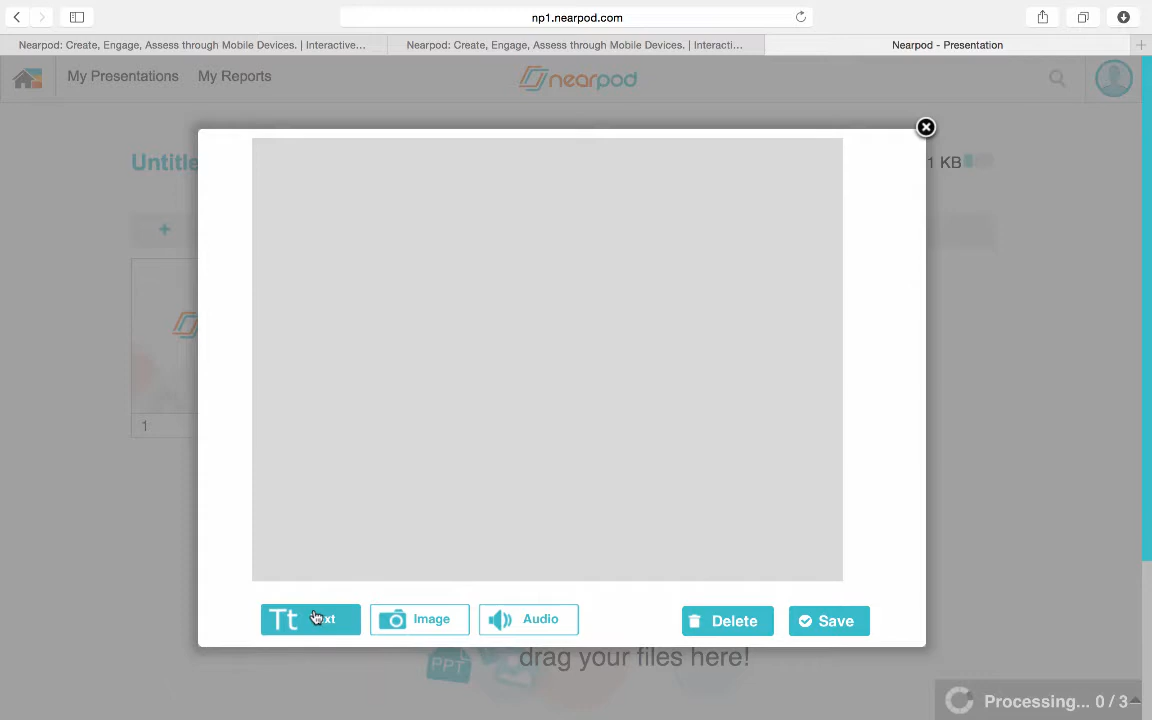 np1.nearpod.com
Nearpod: Create, Engage, Assess through Mobile Devices. | Interactive...
Nearpod: Create, Engage, Assess through Mobile Devices. | Interacti...
Nearpod - Presentation
My Presentations
My Reports
nearpod
Untitle
1 KB
+
1
Tt
Image
Audio
Delete
Save
PPT
drag your files here!
Processing... 0 / 3